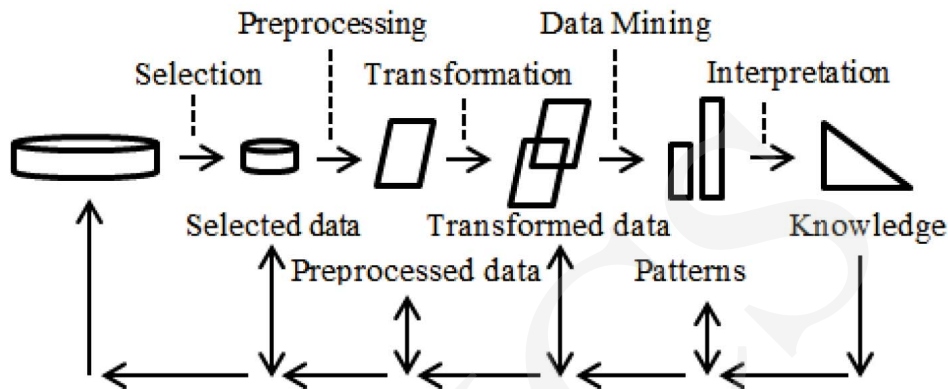 Preprocessing
Data Mining
Selection
Transformation
Interpretation
Selected data
Transformed data
Knowledge
Preprocessed data
Patterns